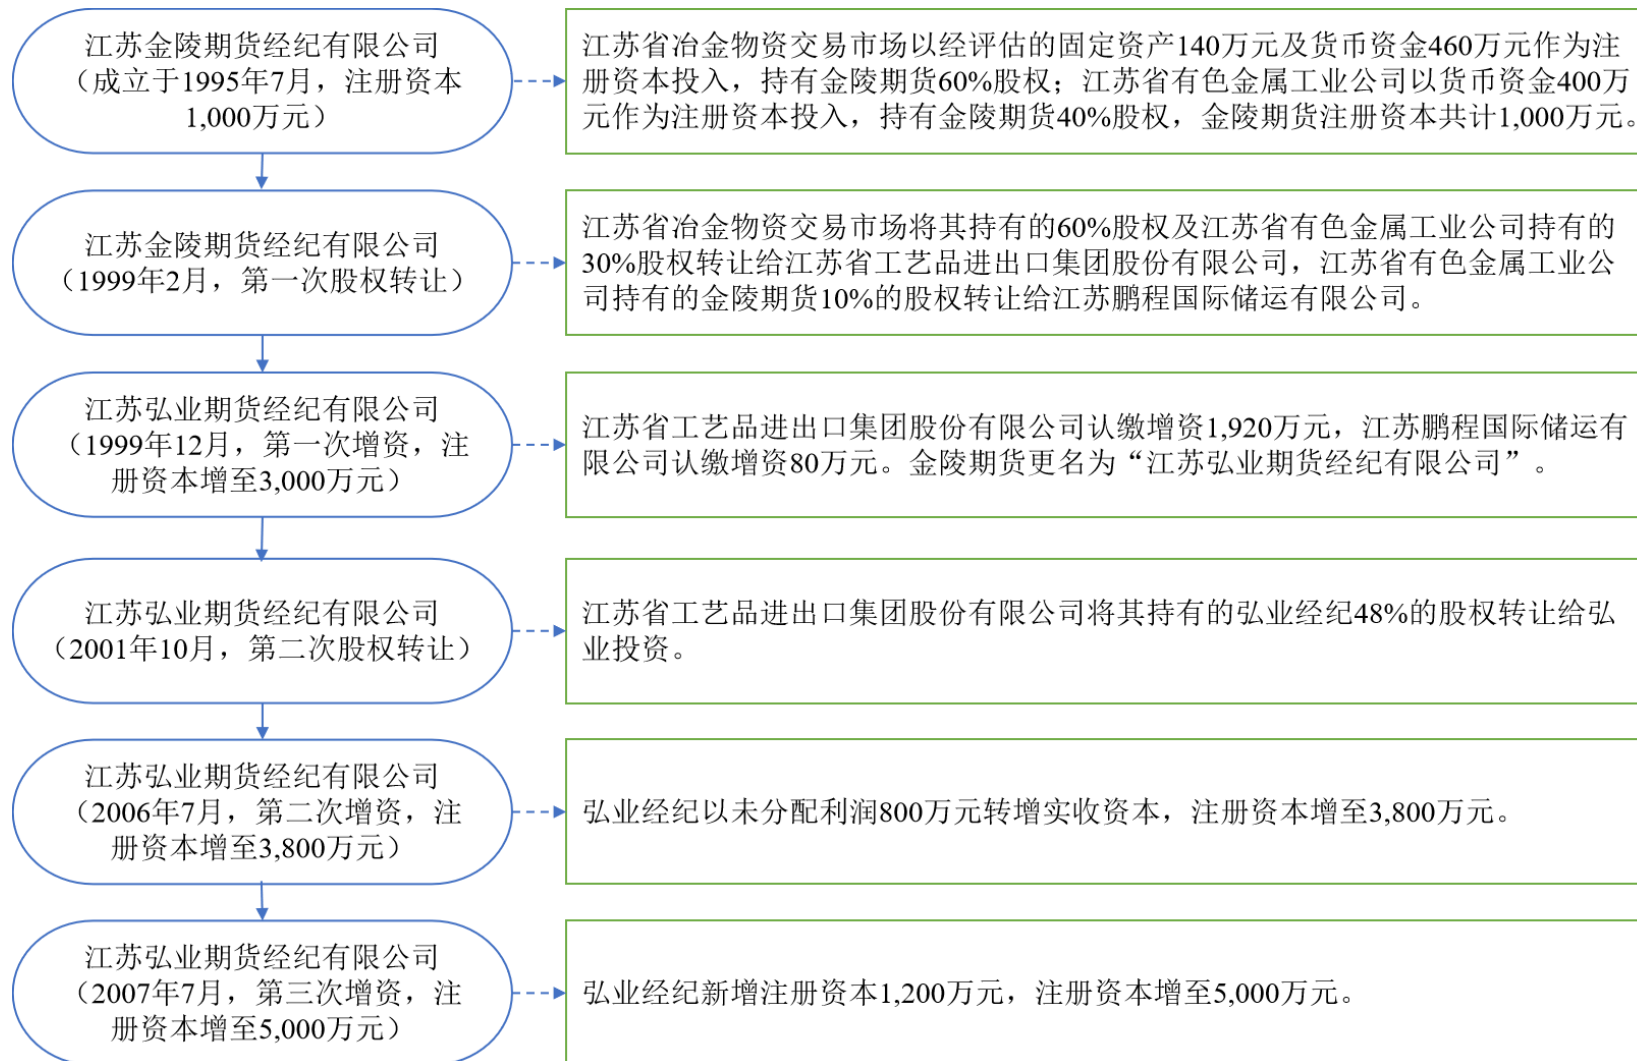 江苏金陵期货经纪有限公司
（成立于1995年7月，注册资本
1,000万元）
江苏省冶金物资交易市场以经评估的固定资产140万元及货币资金460万元作为注
册资本投入，持有金陵期货60%股权；江苏省有色金属工业公司以货币资金400万
元作为注册资本投入，持有金陵期货40%股权，金陵期货注册资本共计1,000万元。
江苏金陵期货经纪有限公司
（1999年2月，第一次股权转让）
江苏省冶金物资交易市场将其持有的60%股权及江苏省有色金属工业公司持有的
30%股权转让给江苏省工艺品进出口集团股份有限公司，江苏省有色金属工业公
司持有的金陵期货10%的股权转让给江苏鹏程国际储运有限公司。
江苏弘业期货经纪有限公司
（1999年12月，第一次增资，注
册资本增至3,000万元）
江苏省工艺品进出口集团股份有限公司认缴增资1,920万元，江苏鹏程国际储运有
限公司认缴增资80万元。金陵期货更名为“江苏弘业期货经纪有限公司”。
江苏弘业期货经纪有限公司
（2001年10月，第二次股权转让）
江苏省工艺品进出口集团股份有限公司将其持有的弘业经纪48%的股权转让给弘
业投资。
江苏弘业期货经纪有限公司
（2006年7月，第二次增资，注
册资本增至3,800万元）
弘业经纪以未分配利润800万元转增实收资本，注册资本增至3,800万元。
江苏弘业期货经纪有限公司
（2007年7月，第三次增资，注
册资本增至5,000万元）
弘业经纪新增注册资本1,200万元，注册资本增至5,000万元。